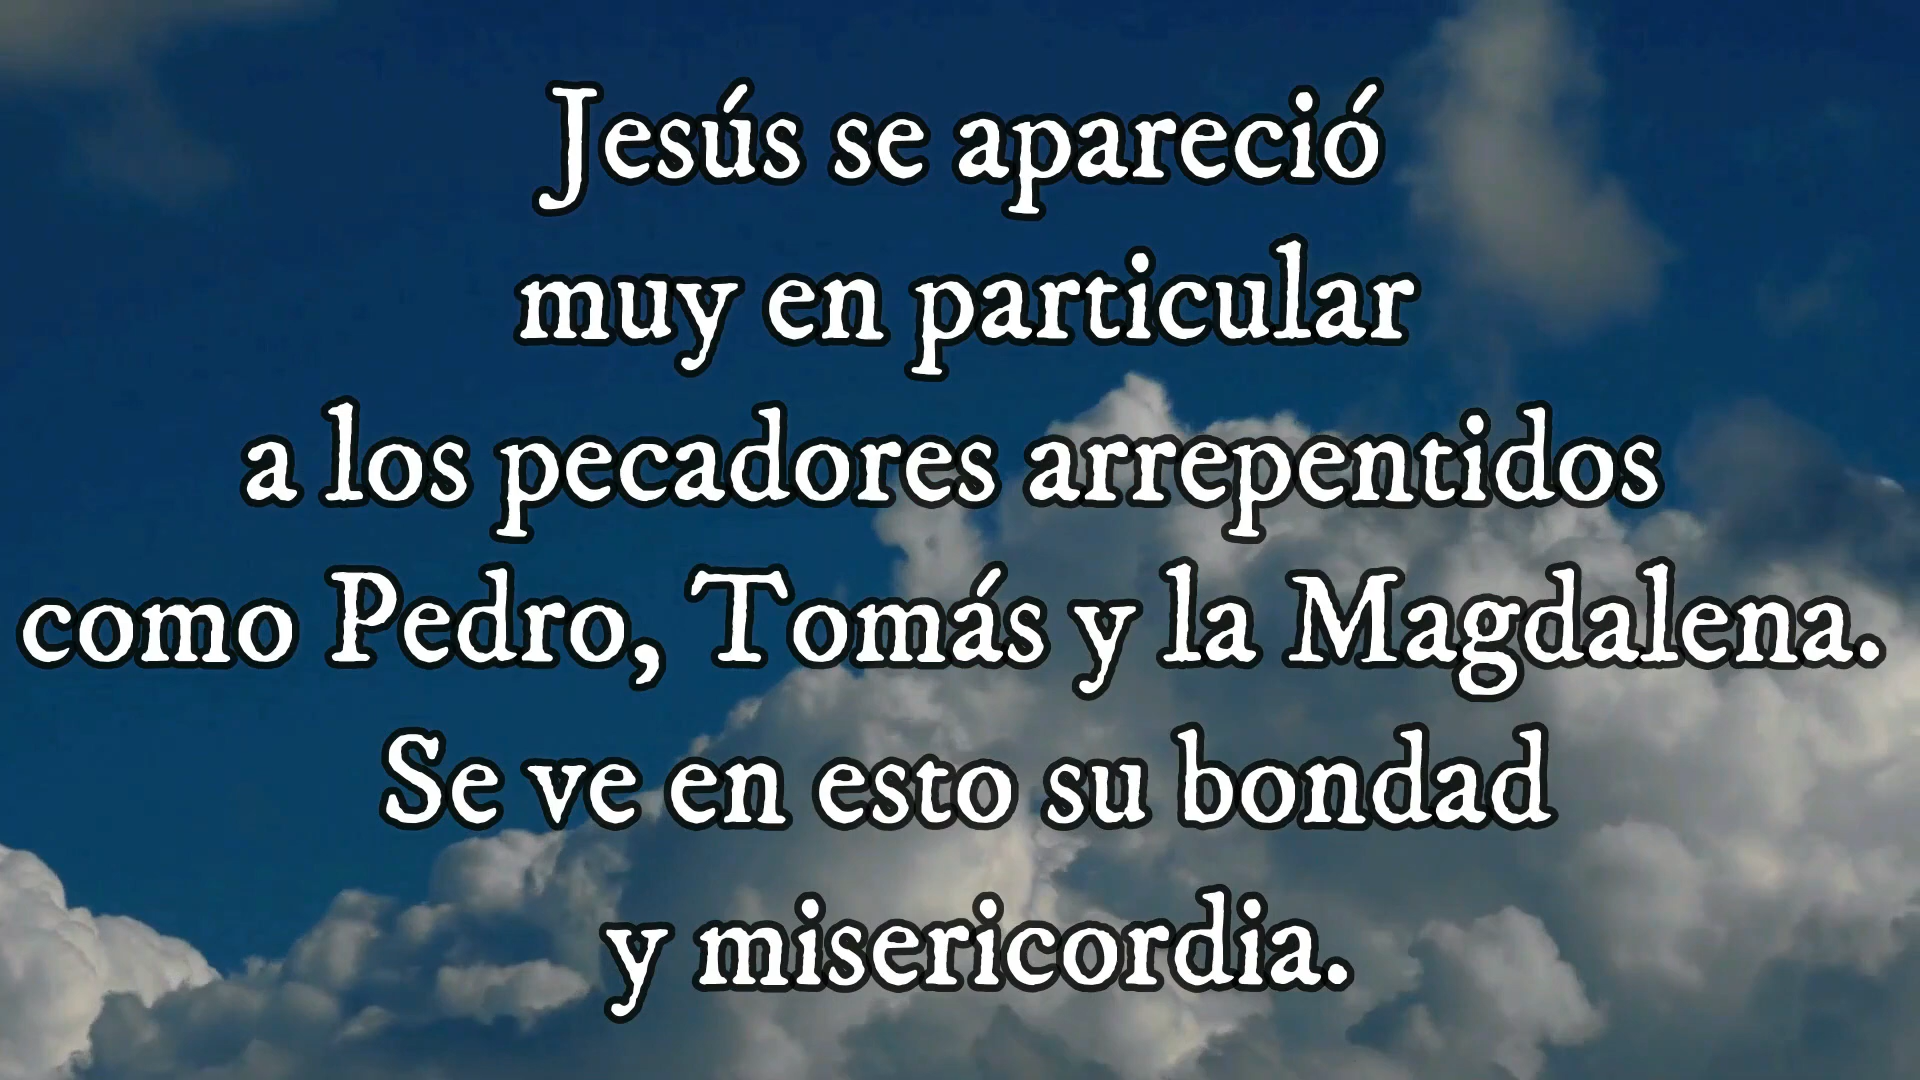 Jesús se apareció
muy en particular
a los pecadores arrepentidos
como Pedro, Tomás y la Magdalena.
Se ve en esto su bondad
y misericordia.